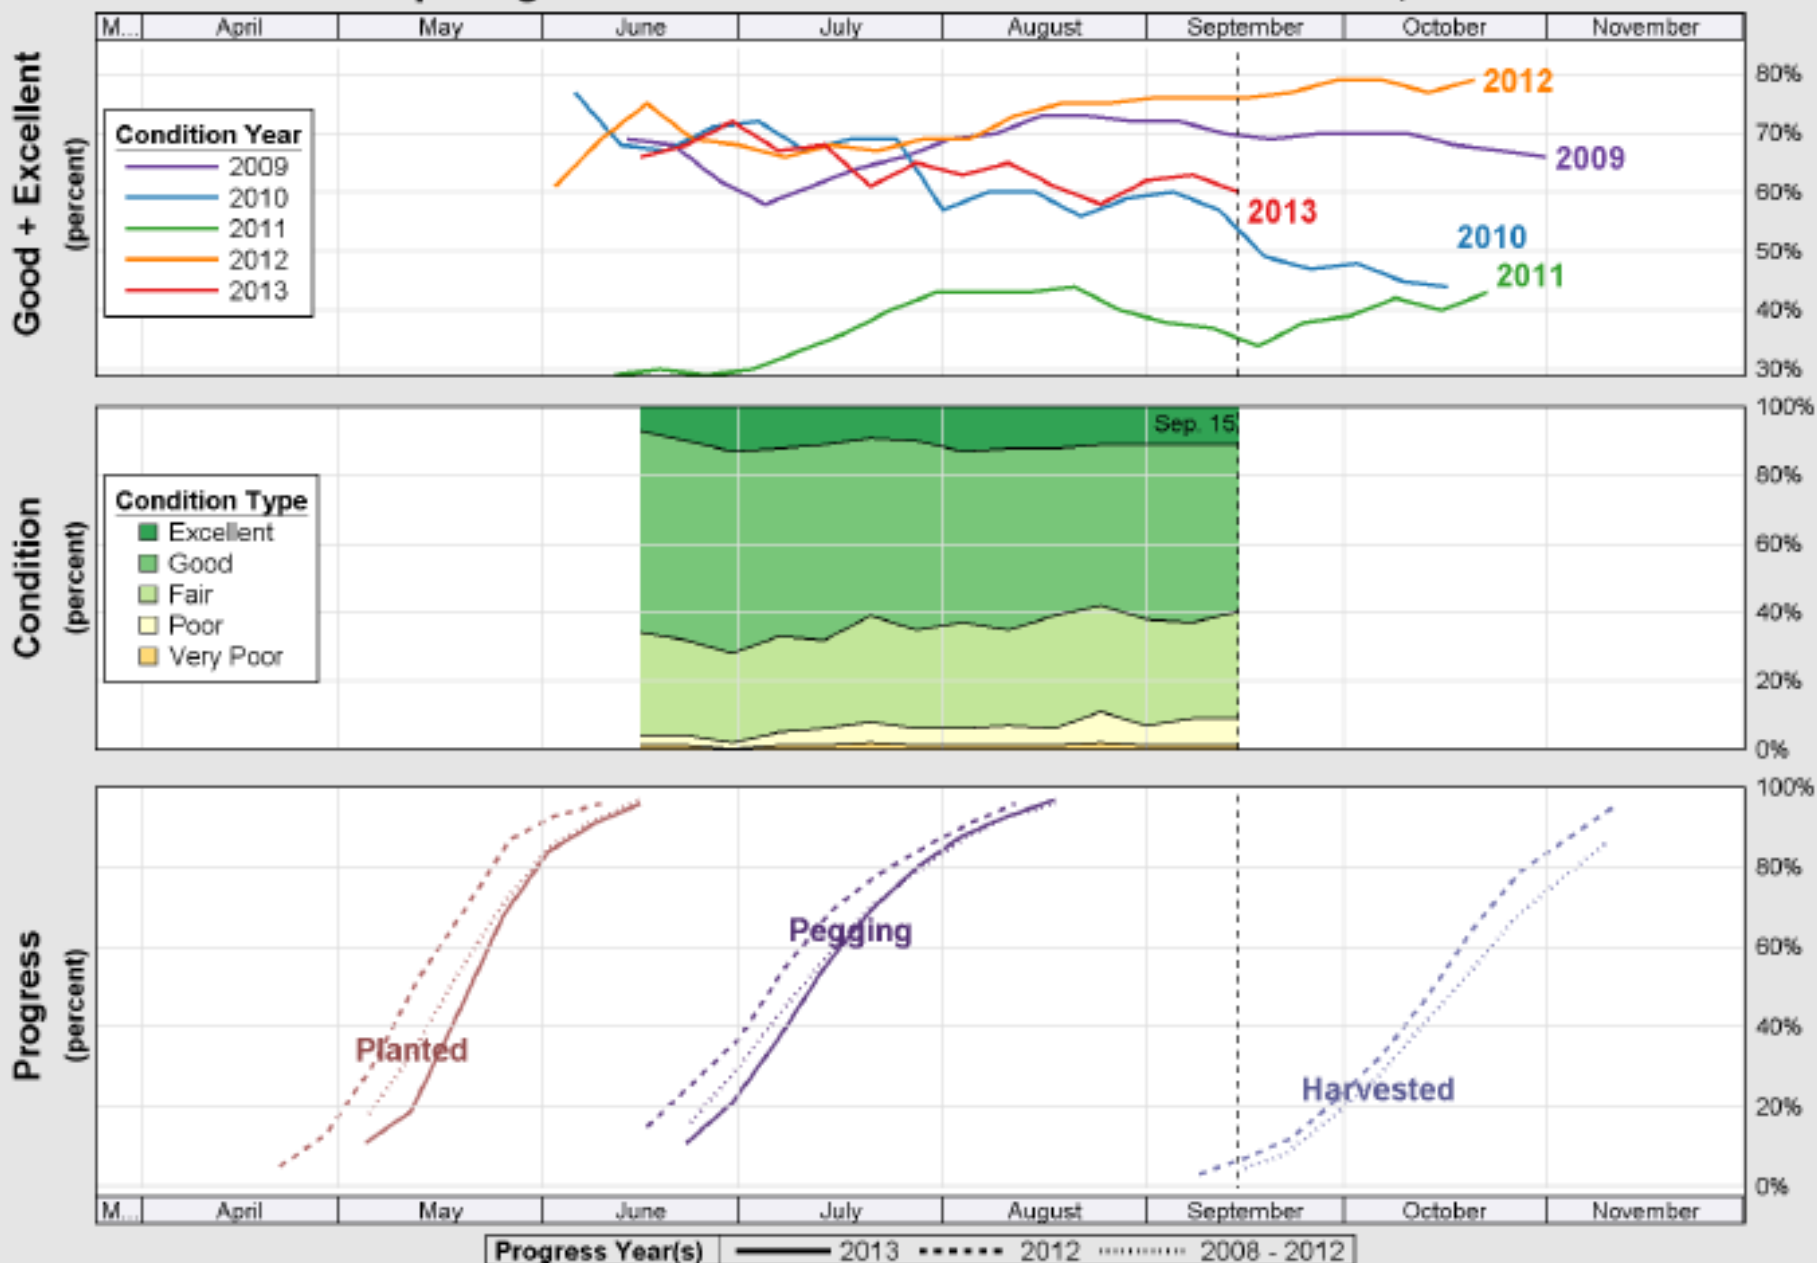 M... April May June July August September October November
Good + Excellent
(percent)
80%
70%
60%
50%
40%
30%
Condition Year
2009
2010
2011
2012
2013
2012
2009
2013
2010
2011
Condition
(percent)
100%
80%
60%
40%
20%
0%
Sep. 15
Condition Type
Excellent
Good
Fair
Poor
Very Poor
Progress
(percent)
100%
80%
60%
40%
20%
0%
Pegging
Planted
Harvested
M... April May June July August September October November
Progress Year(s) 2013 2012 2008 - 2012